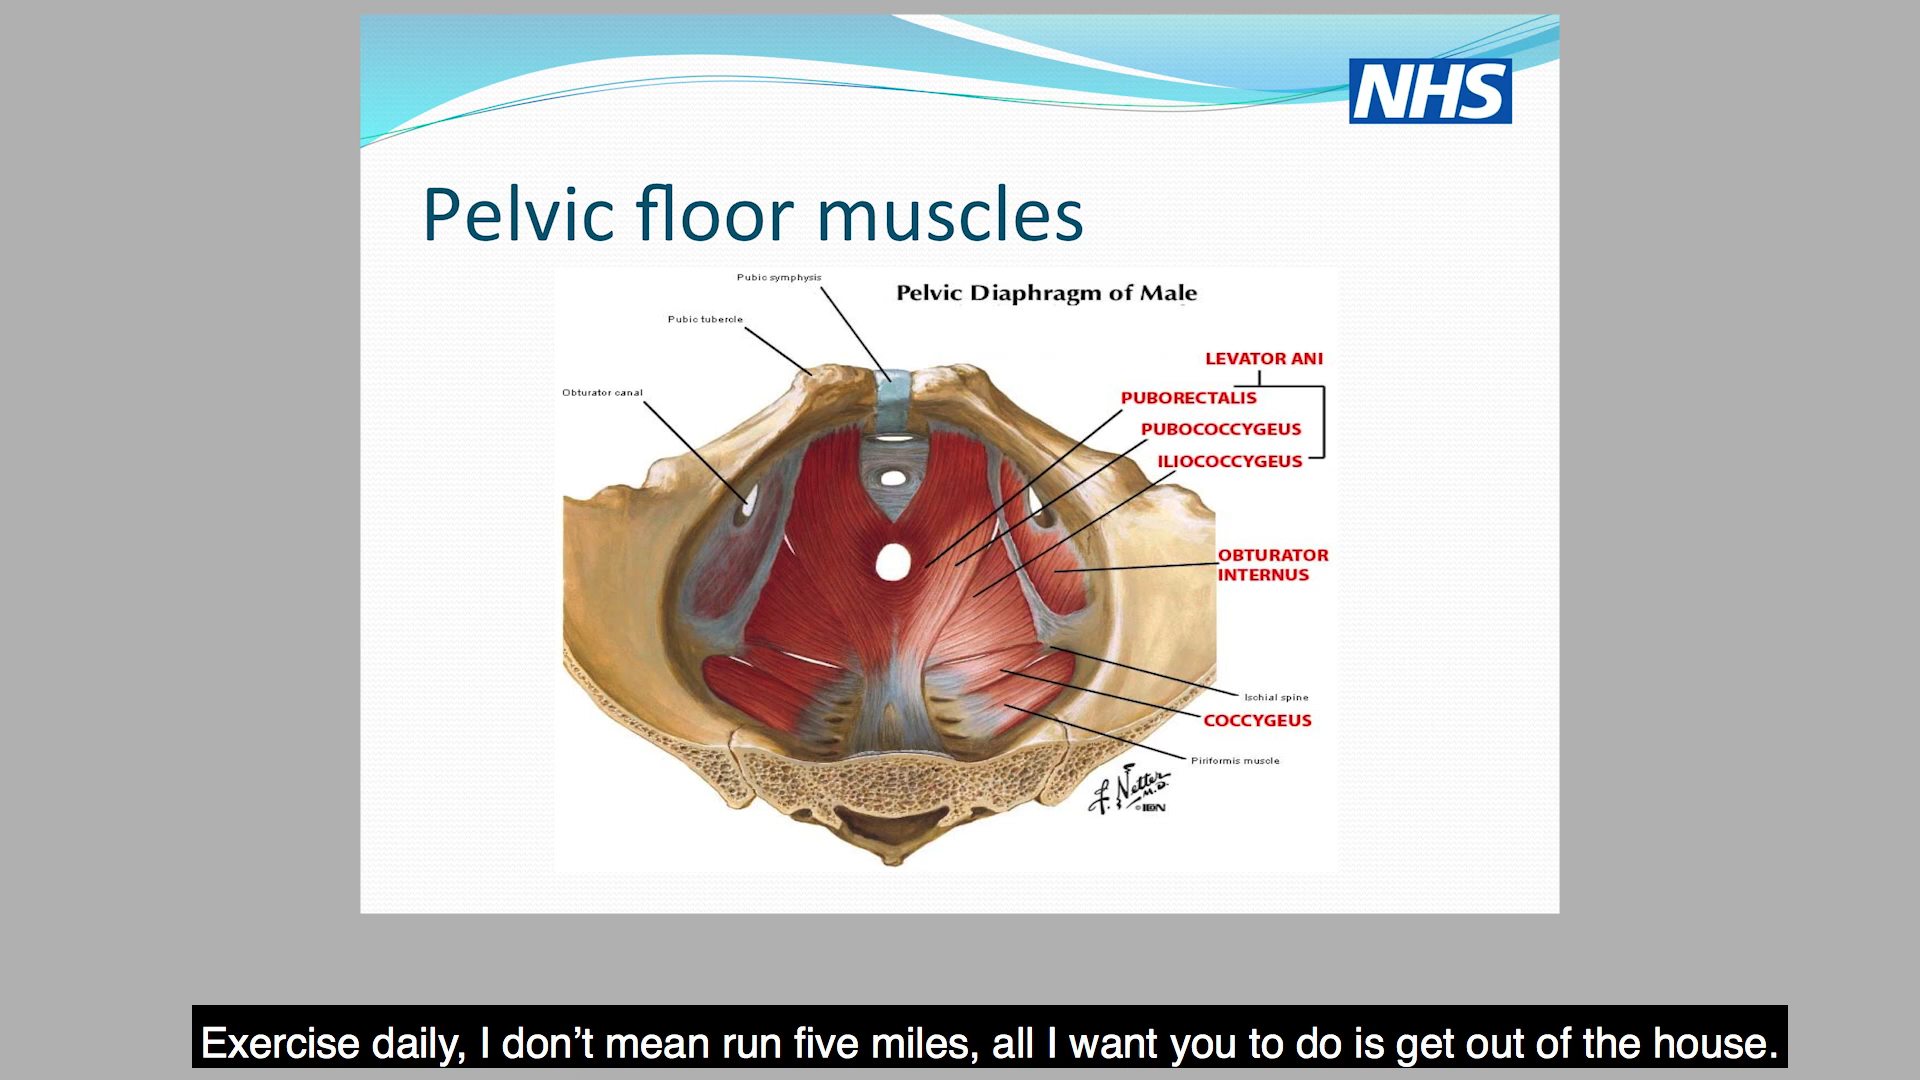 NHS
Pelvic floor muscles
Pubic symphysis
Pelvic Diaphragm of Male
Pubic tubercle
LEVATOR ANI
Obturator canal
PUBORECTALIS
PUBOCOCCYGEUS
ILIOCOCCYGEUS
OBTURATOR
INTERNUS
Ischial spine
COCCYGEUS
Piriformis muscle
F. Netter
M.D.
Exercise daily, I don’t mean run five miles, all I want you to do is get out of the house.